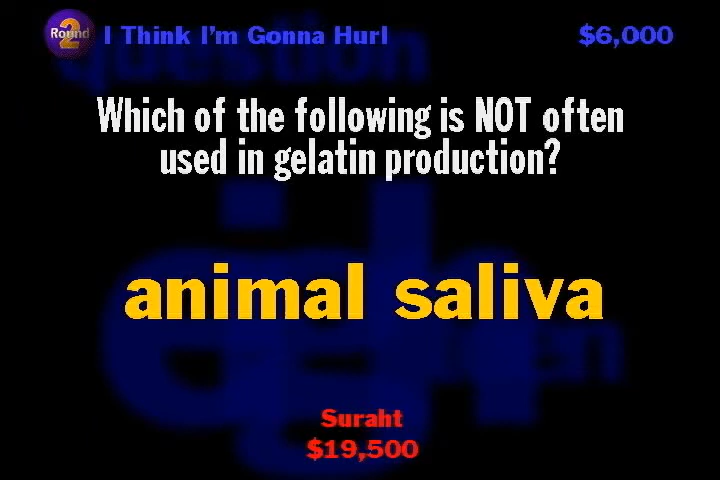 Round 2 I Think I'm Gonna Hurl $6,000
Which of the following is NOT often
used in gelatin production?
animal saliva
Suraht
$19,500
question